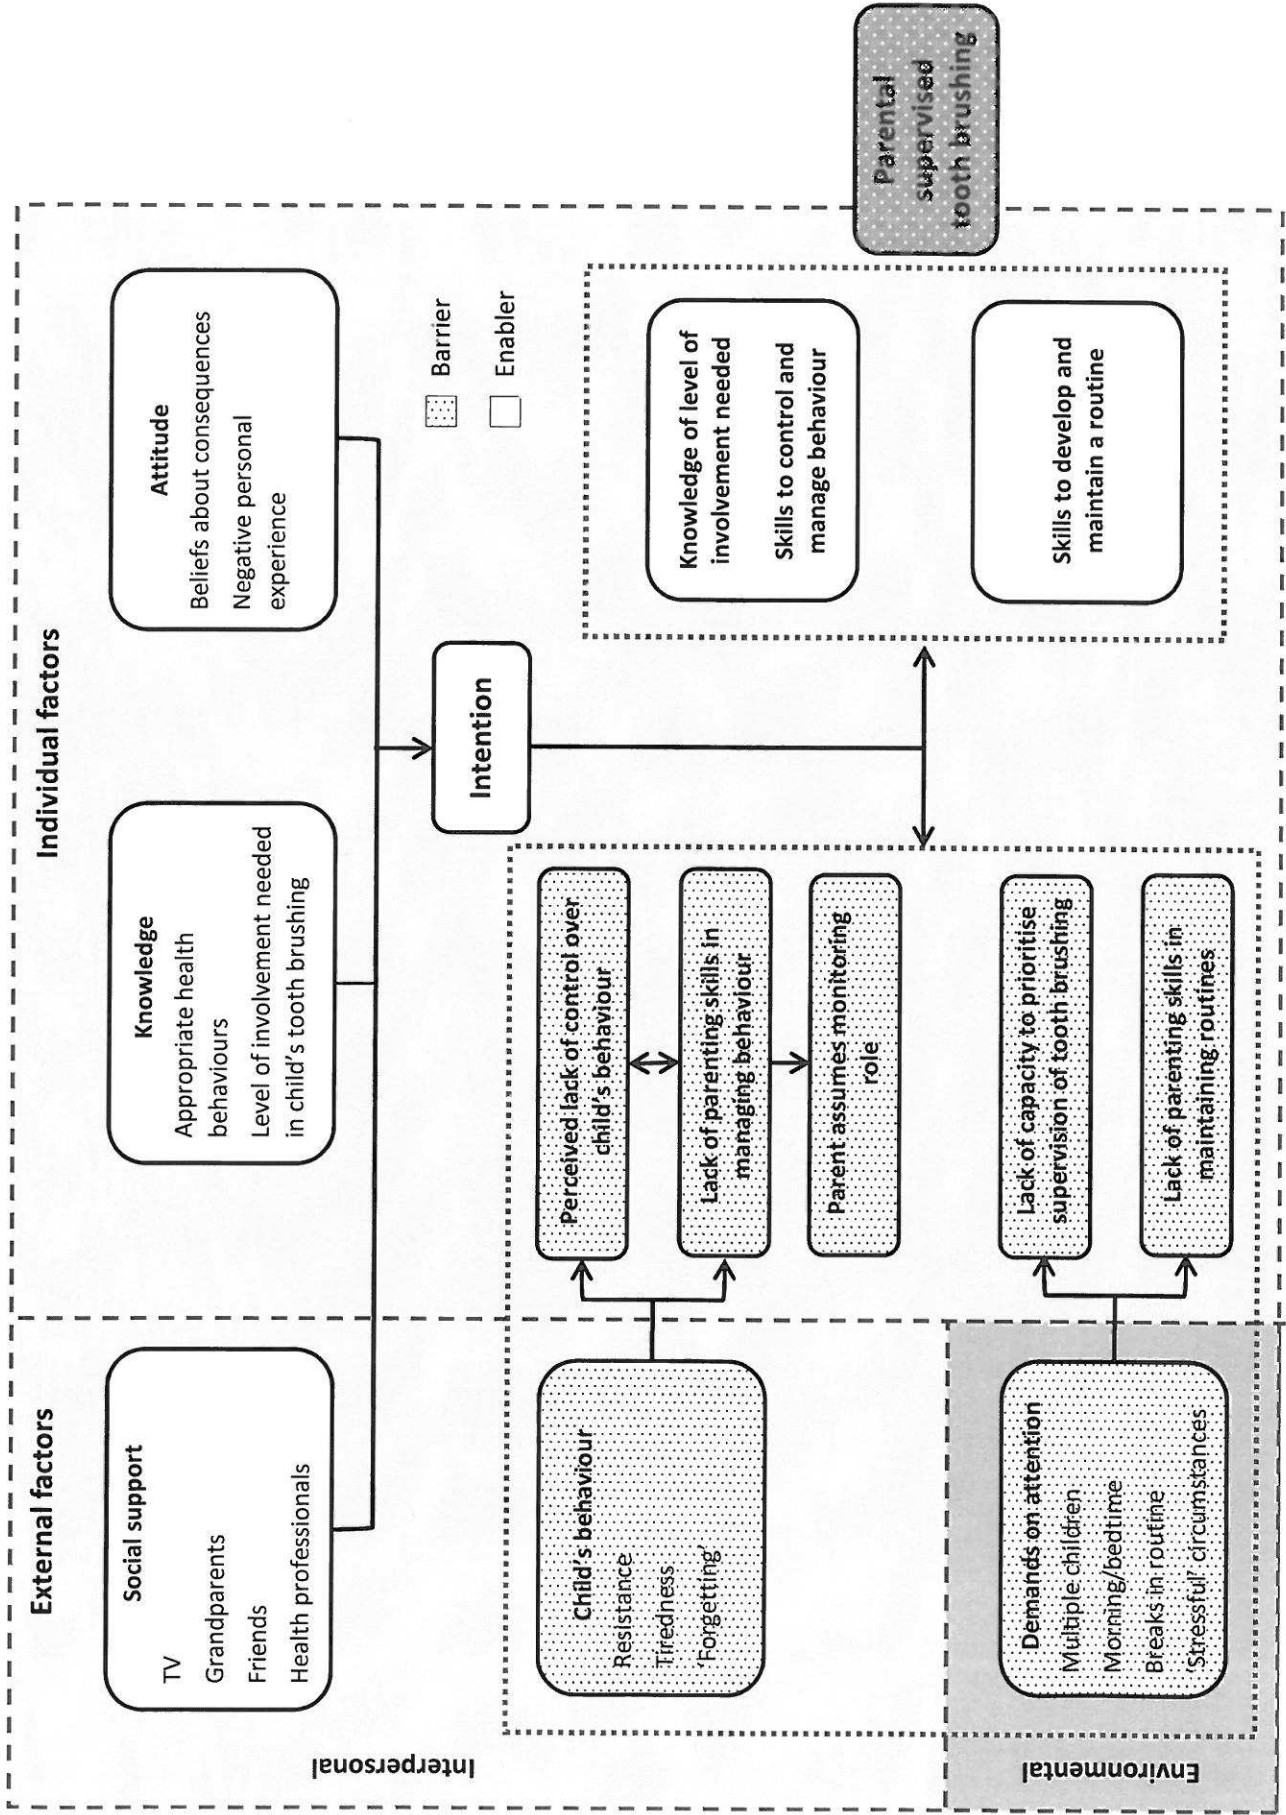 External factors
Individual factors
Interpersonal
Environmental
Social support
TV
Grandparents
Friends
Health professionals
Knowledge
Appropriate health
behaviours
Level of involvement needed
in child's tooth brushing
Attitude
Beliefs about consequences
Negative personal
experience
Intention
Barrier
Enabler
Child's behaviour
Resistance
Tiredness
'Forgetting'
Perceived lack of control over
child's behaviour
Lack of parenting skills in
managing behaviour
Parent assumes monitoring
role
Demands on attention
Multiple children
Morning/bedtime
Breaks in routine
'Stressful' circumstances
Lack of capacity to prioritise
supervision of tooth brushing
Lack of parenting skills in
maintaining routines
Knowledge of level of
involvement needed
Skills to control and
manage behaviour
Skills to develop and
maintain a routine
Parental
supervised
tooth brushing